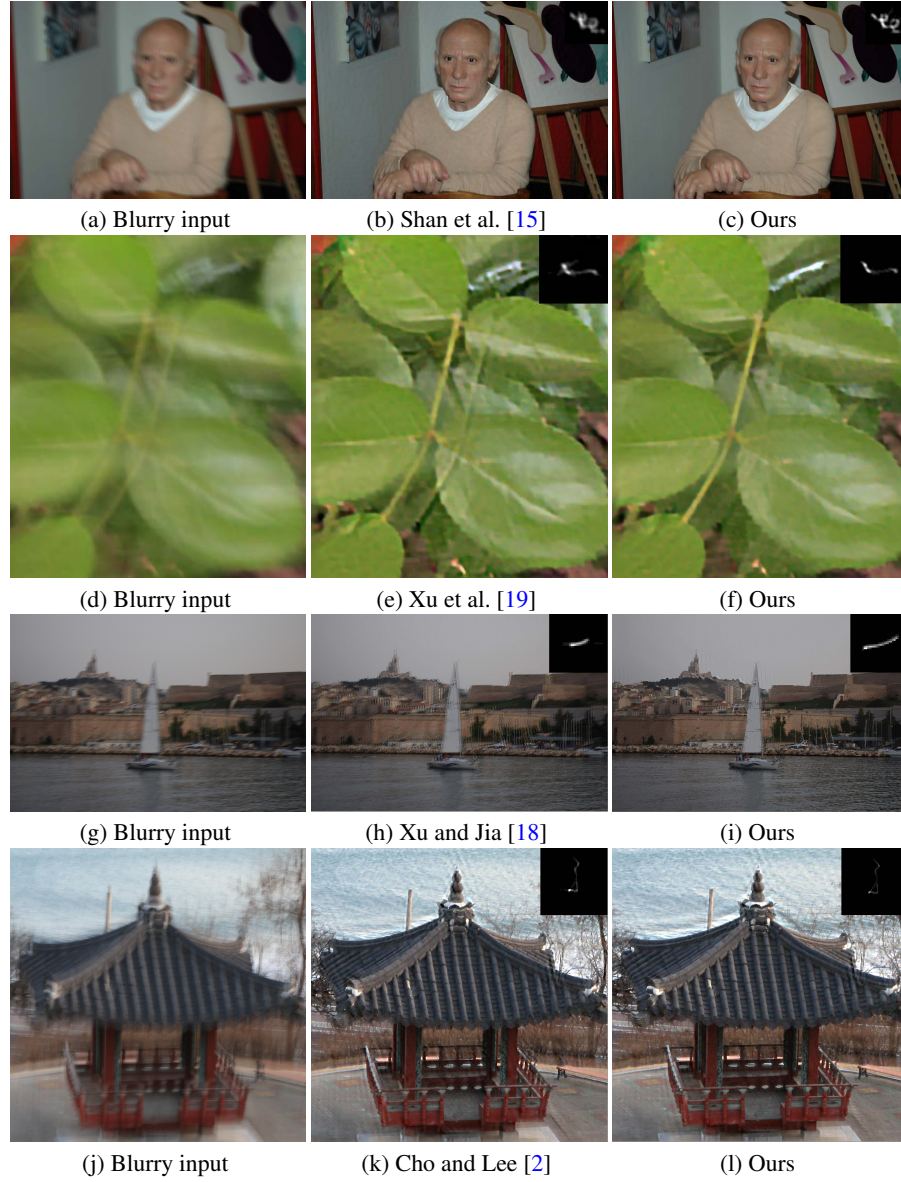 (a) Blurry input (b) Shan et al. [15] (c) Ours
(d) Blurry input (e) Xu et al. [19] (f) Ours
(g) Blurry input (h) Xu and Jia [18] (i) Ours
(j) Blurry input (k) Cho and Lee [2] (l) Ours